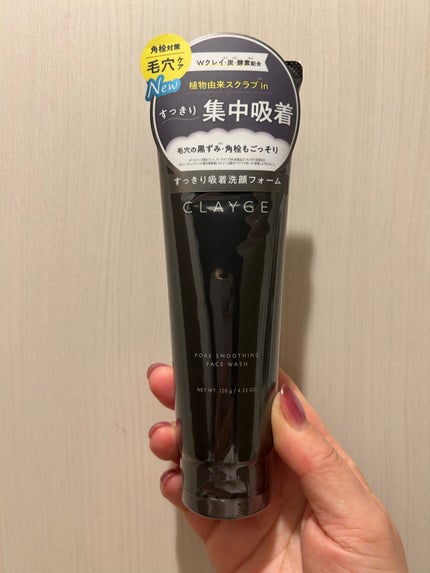 角栓対策
毛穴ケア
New
Wクレイ・炭・酵素配合
植物由来スクラブin
すっきり
集中吸着
毛穴の黒ずみ・角栓もごっそり
すっきり吸着洗顔フォーム
CLAYGE
PORE SMOOTHING
FACE WASH
NET WT. 120 g / 4.23 OZ.